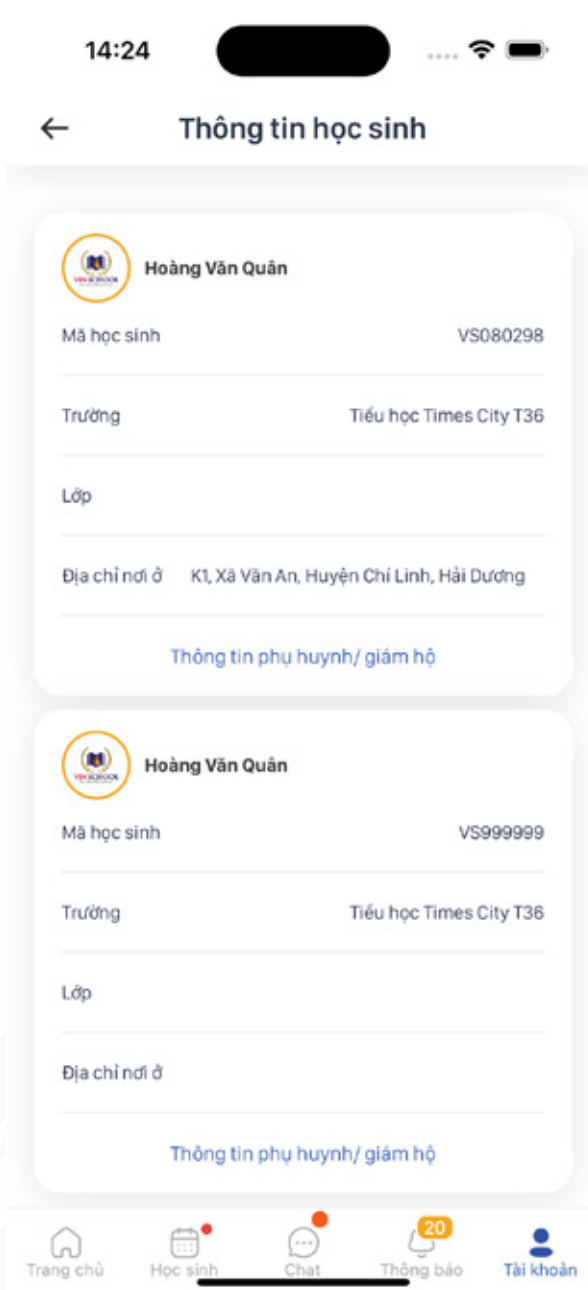 14:24
Thông tin học sinh
Hoàng Văn Quân
Mã học sinh VS080298
Trường Tiểu học Times City T36
Lớp
Địa chỉ nơi ở K1, Xã Văn An, Huyện Chí Linh, Hải Dương
Thông tin phụ huynh/ giám hộ
Hoàng Văn Quân
Mã học sinh VS999999
Trường Tiểu học Times City T36
Lớp
Địa chỉ nơi ở
Thông tin phụ huynh/ giám hộ
20
Trang chủ Học sinh Chat Thông báo Tài khoản